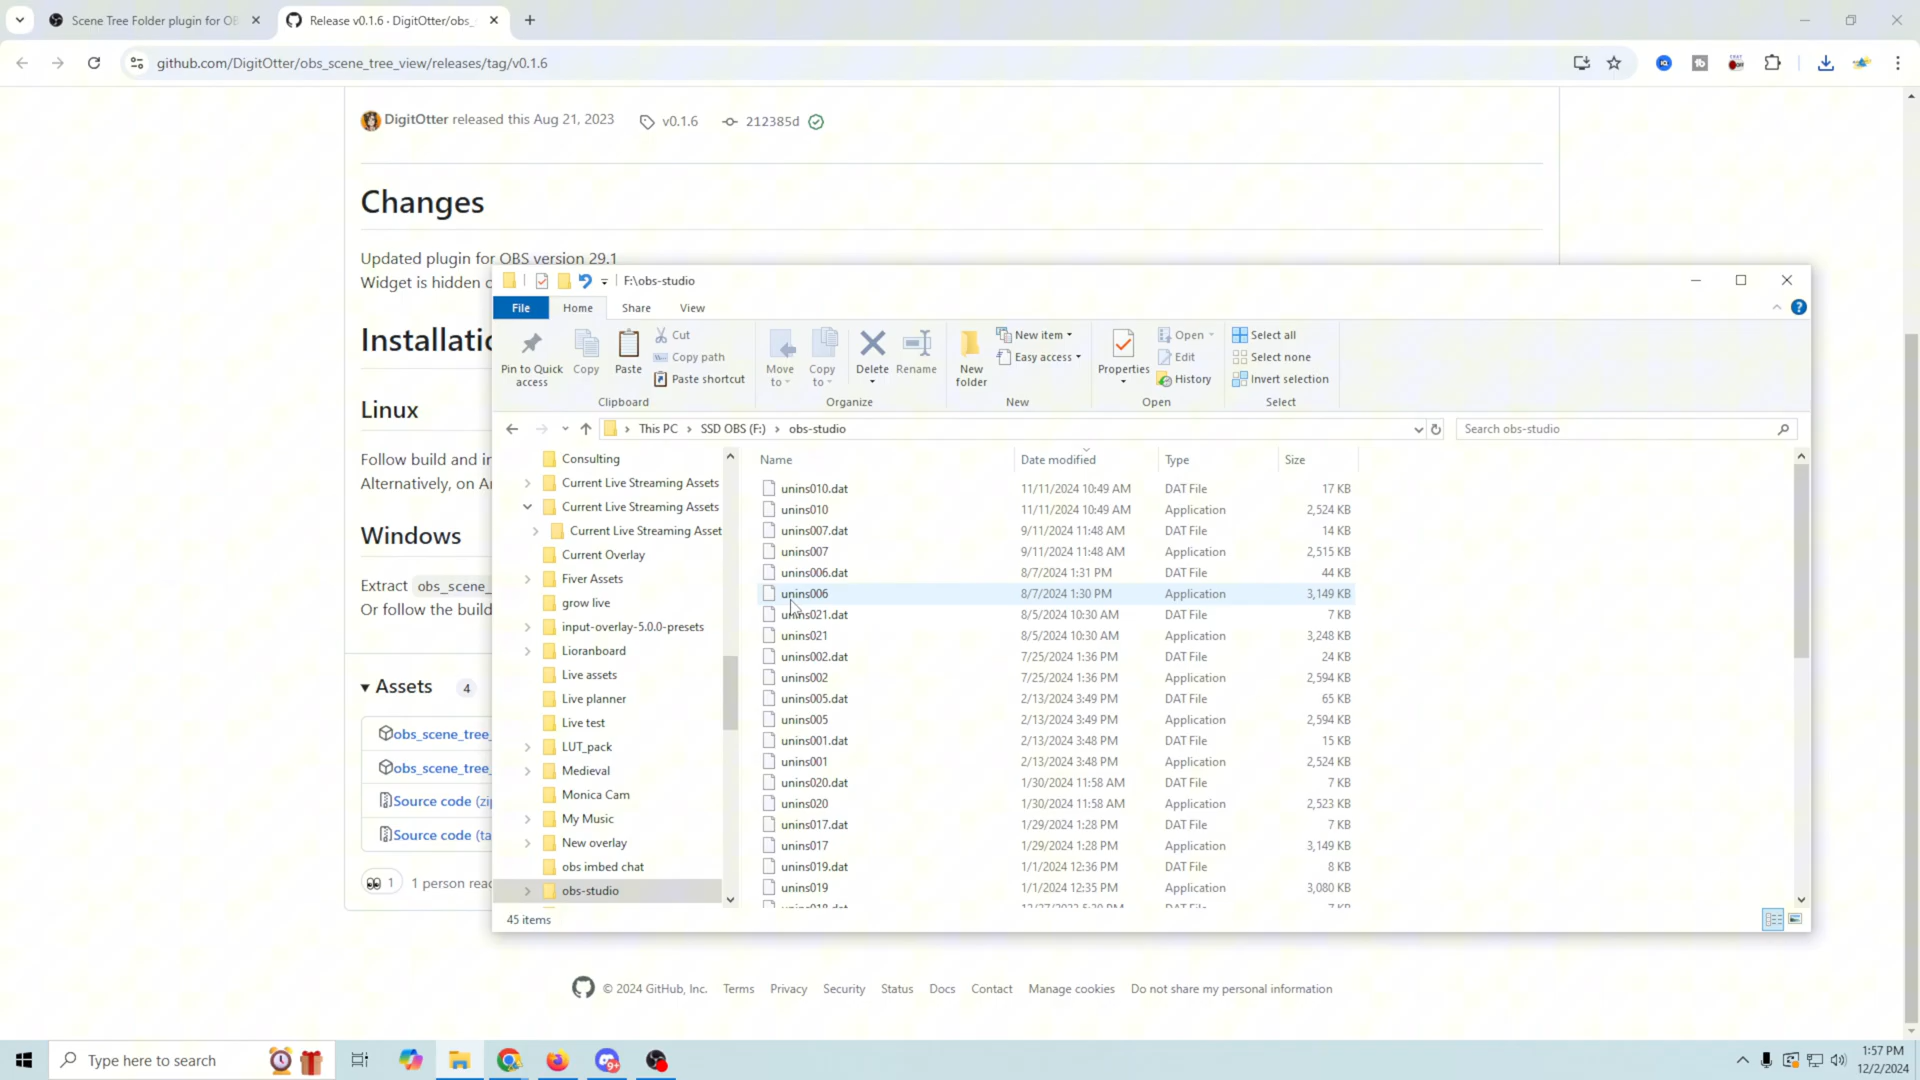 Scene Tree Folder plugin for OB
Release v0.1.6 · DigitOtter/obs_
github.com/DigitOtter/obs_scene_tree_view/releases/tag/v0.1.6
DigitOtter released this Aug 21, 2023 v0.1.6 212385d
Changes
Updated plugin for OBS version 29.1
Widget is hidden
Installatio
Linux
Follow build and in
Alternatively, on A
Windows
Extract obs_scene_
Or follow the build
Assets 4
obs_scene_tree_
obs_scene_tree_
Source code (zi
Source code (ta
1 1 person reac
F:\obs-studio
File Home Share View
Pin to Quick access
Copy
Paste
Cut
Copy path
Paste shortcut
Clipboard
Move to
Copy to
Delete
Rename
Organize
New folder
New item
Easy access
New
Properties
Open
Edit
History
Open
Select all
Select none
Invert selection
Select
This PC > SSD OBS (F:) > obs-studio
Search obs-studio
Consulting
Current Live Streaming Assets
Current Live Streaming Assets
Current Live Streaming Asset
Current Overlay
Fiver Assets
grow live
input-overlay-5.0.0-presets
Lioranboard
Live assets
Live planner
Live test
LUT_pack
Medieval
Monica Cam
My Music
New overlay
obs imbed chat
obs-studio
Name Date modified Type Size
unins010.dat 11/11/2024 10:49 AM DAT File 17 KB
unins010 11/11/2024 10:49 AM Application 2,524 KB
unins007.dat 9/11/2024 11:48 AM DAT File 14 KB
unins007 9/11/2024 11:48 AM Application 2,515 KB
unins006.dat 8/7/2024 1:31 PM DAT File 44 KB
unins006 8/7/2024 1:30 PM Application 3,149 KB
unins021.dat 8/5/2024 10:30 AM DAT File 7 KB
unins021 8/5/2024 10:30 AM Application 3,248 KB
unins002.dat 7/25/2024 1:36 PM DAT File 24 KB
unins002 7/25/2024 1:36 PM Application 2,594 KB
unins005.dat 2/13/2024 3:49 PM DAT File 65 KB
unins005 2/13/2024 3:49 PM Application 2,594 KB
unins001.dat 2/13/2024 3:48 PM DAT File 15 KB
unins001 2/13/2024 3:48 PM Application 2,524 KB
unins020.dat 1/30/2024 11:58 AM DAT File 7 KB
unins020 1/30/2024 11:58 AM Application 2,523 KB
unins017.dat 1/29/2024 1:28 PM DAT File 7 KB
unins017 1/29/2024 1:28 PM Application 3,149 KB
unins019.dat 1/1/2024 12:36 PM DAT File 8 KB
unins019 1/1/2024 12:35 PM Application 3,080 KB
45 items
© 2024 GitHub, Inc. Terms Privacy Security Status Docs Contact Manage cookies Do not share my personal information
Type here to search
1:57 PM
12/2/2024